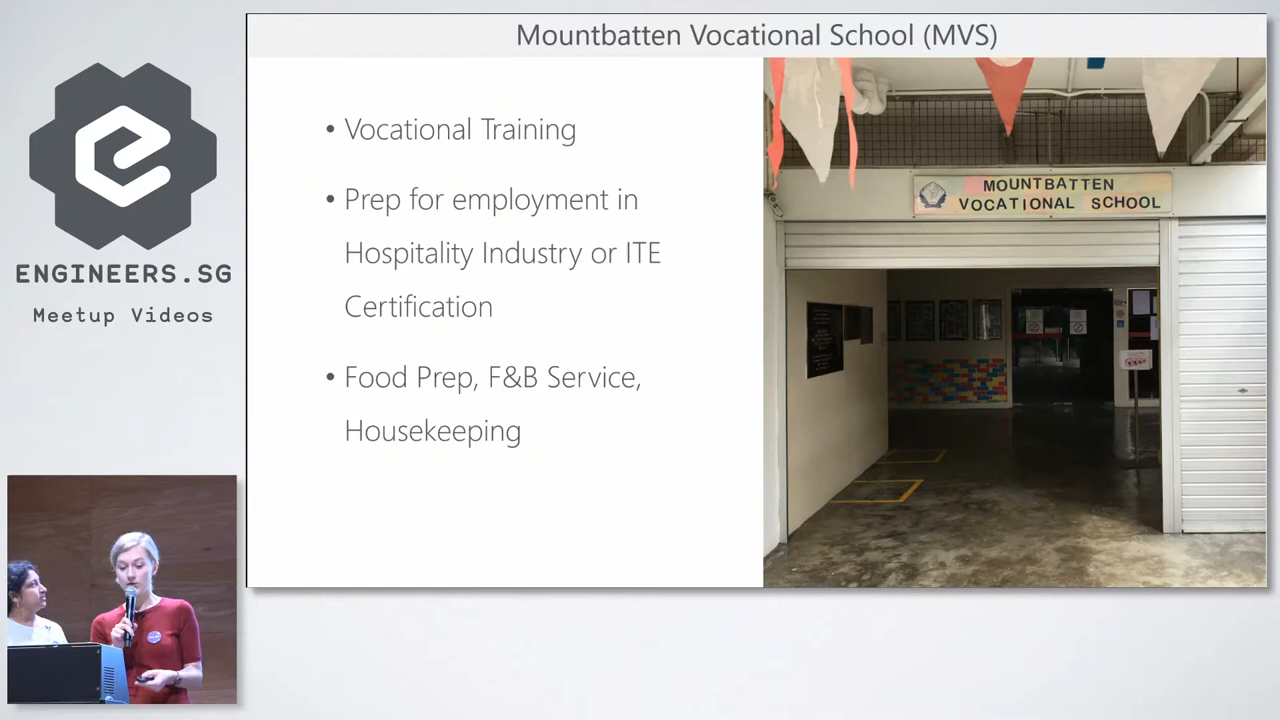 Mountbatten Vocational School (MVS)
• Vocational Training
• Prep for employment in
Hospitality Industry or ITE
Certification
• Food Prep, F&B Service,
Housekeeping
MOUNTBATTEN
VOCATIONAL SCHOOL
ENGINEERS.SG
Meetup Videos